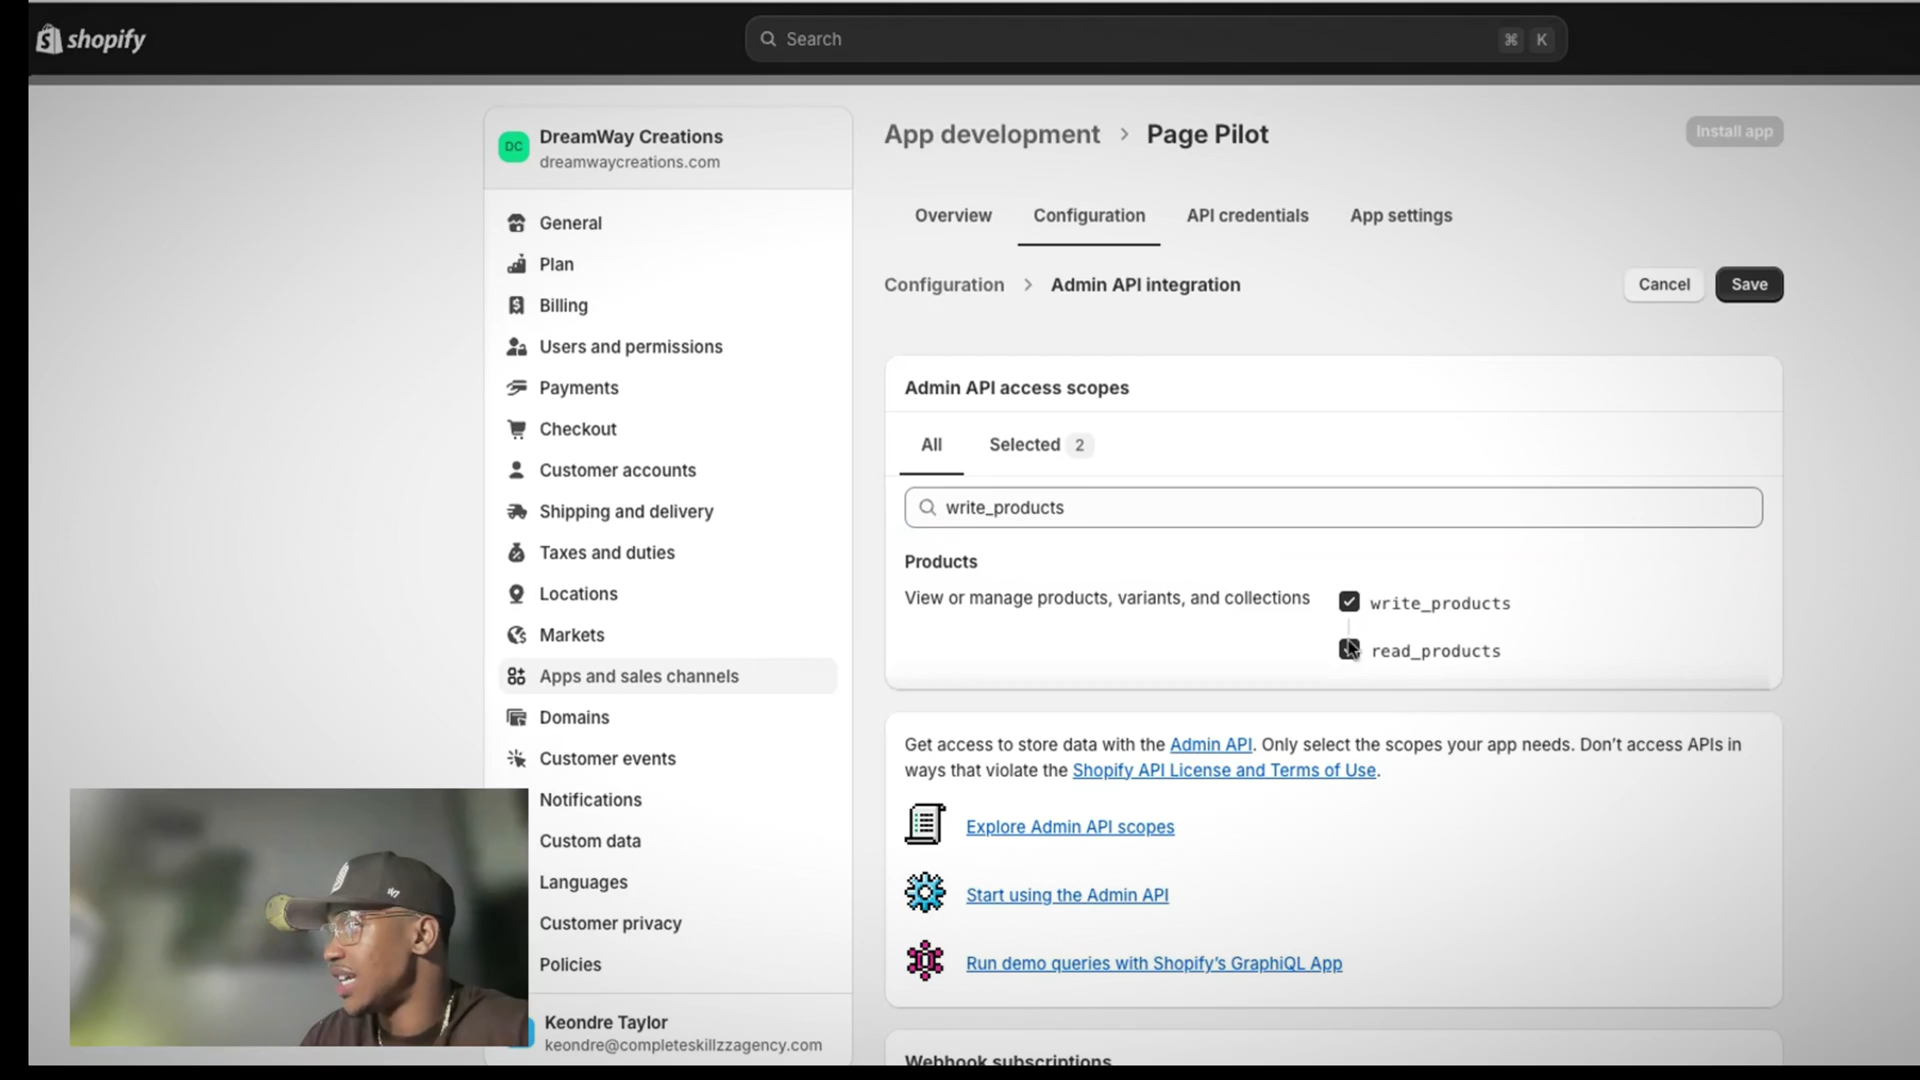 shopify
Search
⌘ K
DC
DreamWay Creations
dreamwaycreations.com
General
Plan
Billing
Users and permissions
Payments
Checkout
Customer accounts
Shipping and delivery
Taxes and duties
Locations
Markets
Apps and sales channels
Domains
Customer events
Notifications
Custom data
Languages
Customer privacy
Policies
Keondre Taylor
keondre@completeskillzzagency.com
App development > Page Pilot
Install app
Overview Configuration API credentials App settings
Configuration > Admin API integration
Cancel Save
Admin API access scopes
All Selected 2
write_products
Products
View or manage products, variants, and collections
write_products
read_products
Get access to store data with the Admin API. Only select the scopes your app needs. Don’t access APIs in
ways that violate the Shopify API License and Terms of Use.
Explore Admin API scopes
Start using the Admin API
Run demo queries with Shopify’s GraphiQL App
Webhook subscriptions